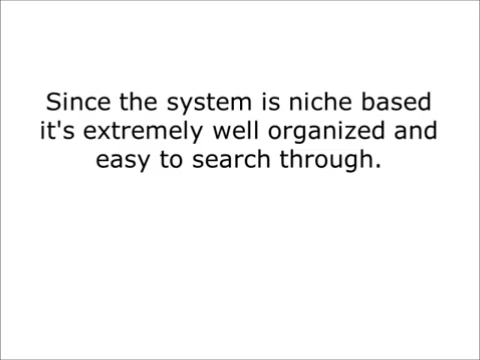 Since the system is niche based
it's extremely well organized and
easy to search through.